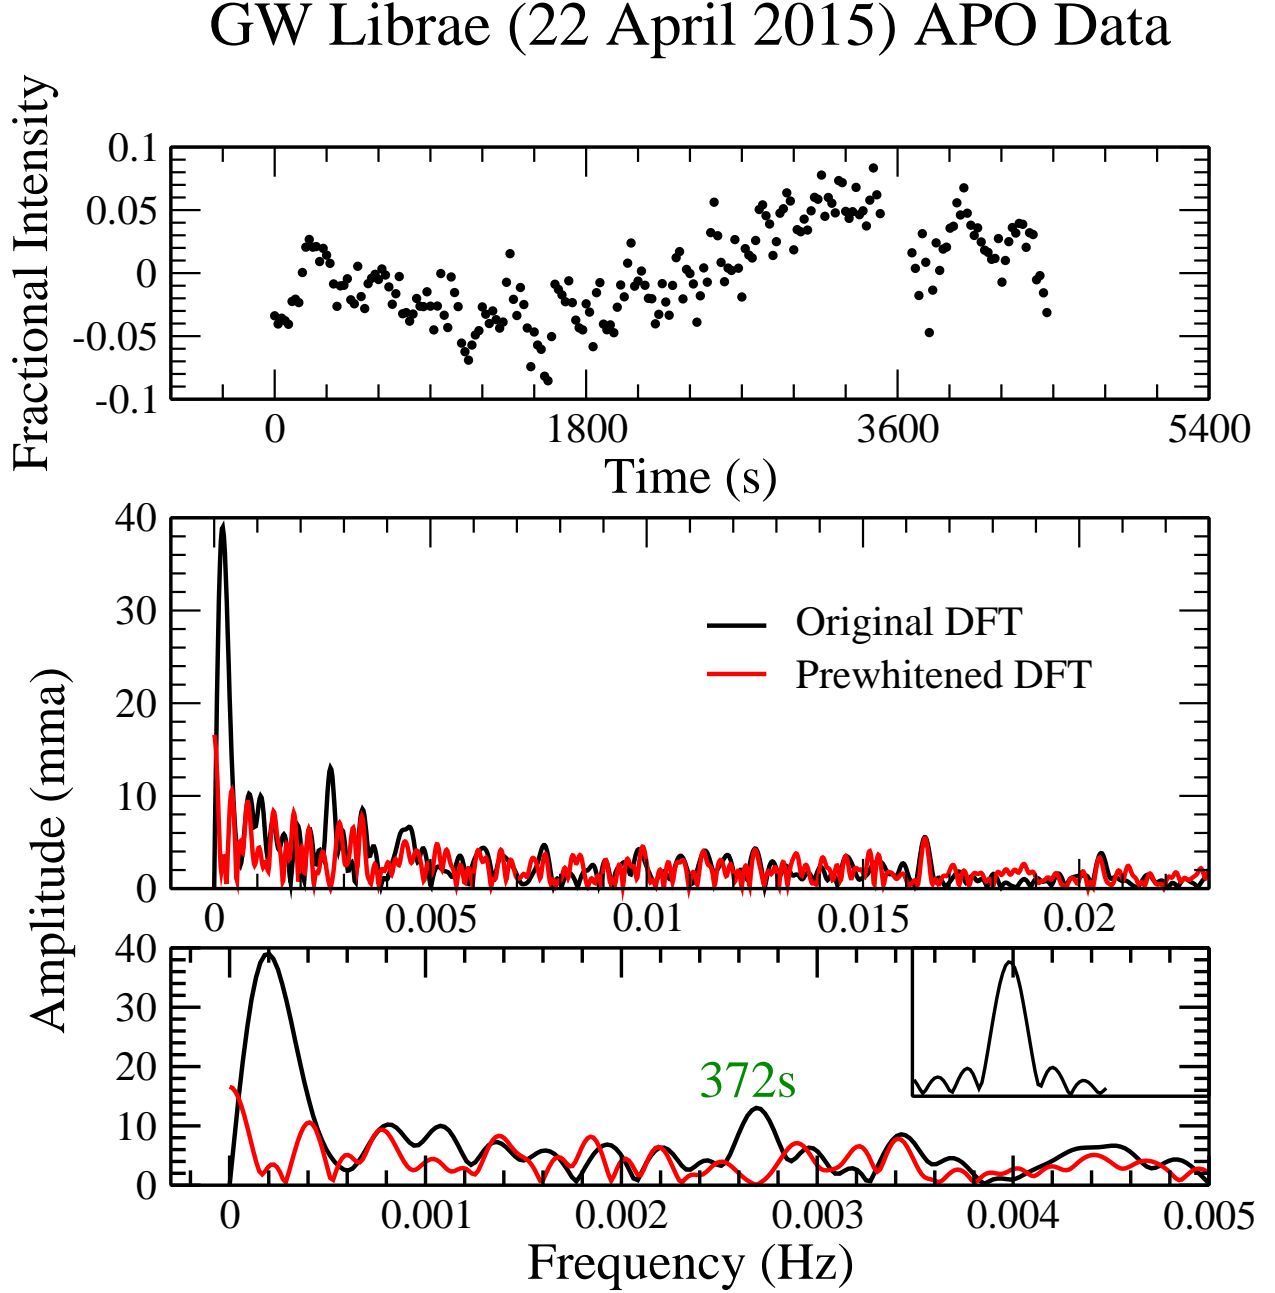 GW Librae (22 April 2015) APO Data
Fractional Intensity
0.1
0.05
0
-0.05
-0.1
0 1800 3600 5400
Time (s)
Amplitude (mma)
40
30
20
10
0
Original DFT
Prewhitened DFT
0 0.005 0.01 0.015 0.02
40
30
20
10
0
372s
0 0.001 0.002 0.003 0.004 0.005
Frequency (Hz)